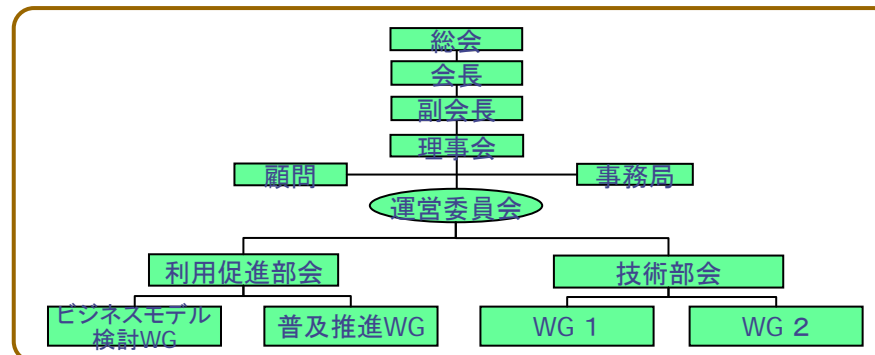 総会
会長
副会長
理事会
顧問
事務局
運営委員会
利用促進部会
技術部会
ビジネスモデル
検討WG
普及推進WG
WG 1
WG 2